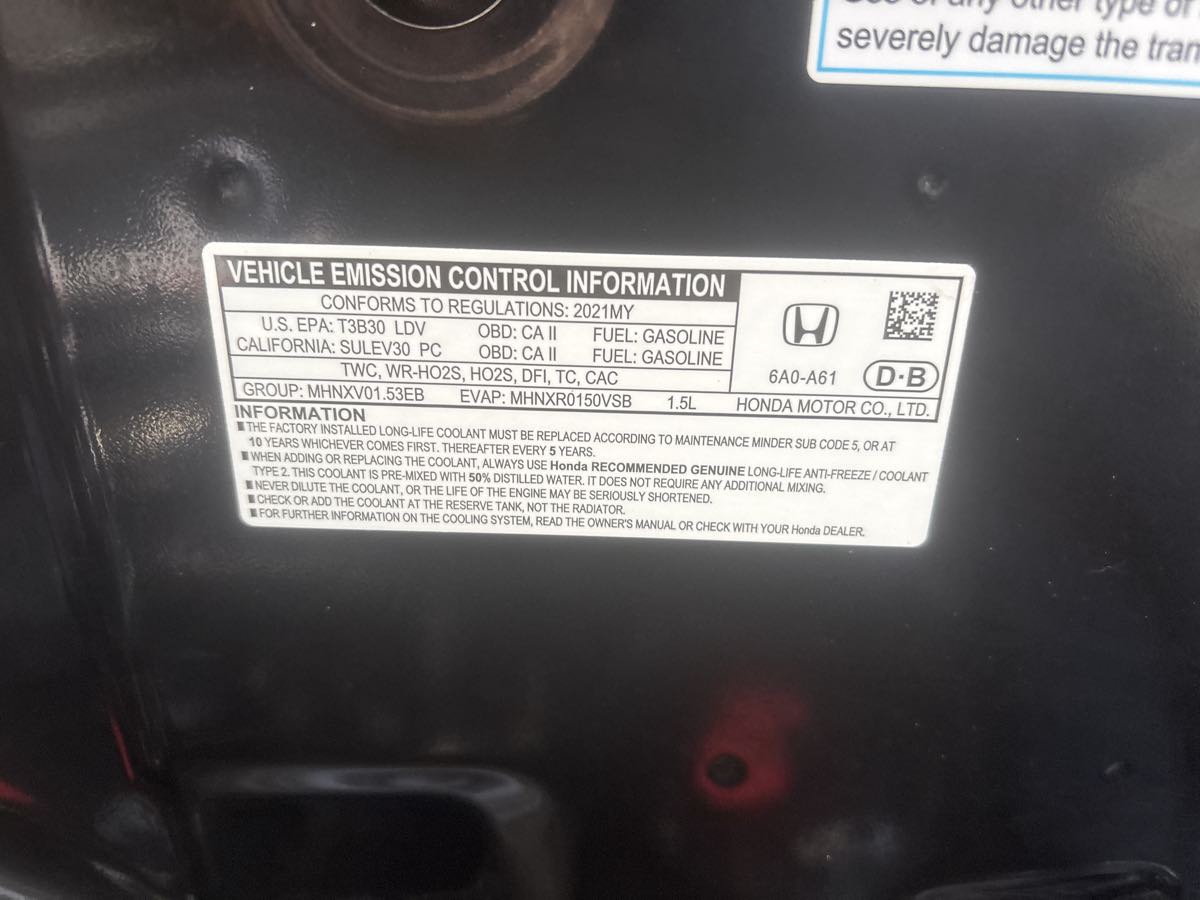 any other type of
severely damage the tran
VEHICLE EMISSION CONTROL INFORMATION
CONFORMS TO REGULATIONS: 2021MY
U.S. EPA: T3B30 LDV OBD: CA II FUEL: GASOLINE
CALIFORNIA: SULEV30 PC OBD: CA II FUEL: GASOLINE
TWC, WR-HO2S, HO2S, DFI, TC, CAC
6A0-A61 D·B
GROUP: MHNXV01.53EB EVAP: MHNXR0150VSB 1.5L HONDA MOTOR CO., LTD.
INFORMATION
THE FACTORY INSTALLED LONG-LIFE COOLANT MUST BE REPLACED ACCORDING TO MAINTENANCE MINDER SUB CODE 5, OR AT
10 YEARS WHICHEVER COMES FIRST. THEREAFTER EVERY 5 YEARS.
WHEN ADDING OR REPLACING THE COOLANT, ALWAYS USE Honda RECOMMENDED GENUINE LONG-LIFE ANTI-FREEZE / COOLANT
TYPE 2. THIS COOLANT IS PRE-MIXED WITH 50% DISTILLED WATER. IT DOES NOT REQUIRE ANY ADDITIONAL MIXING.
NEVER DILUTE THE COOLANT, OR THE LIFE OF THE ENGINE MAY BE SERIOUSLY SHORTENED.
CHECK OR ADD THE COOLANT AT THE RESERVE TANK, NOT THE RADIATOR.
FOR FURTHER INFORMATION ON THE COOLING SYSTEM, READ THE OWNER'S MANUAL OR CHECK WITH YOUR Honda DEALER.